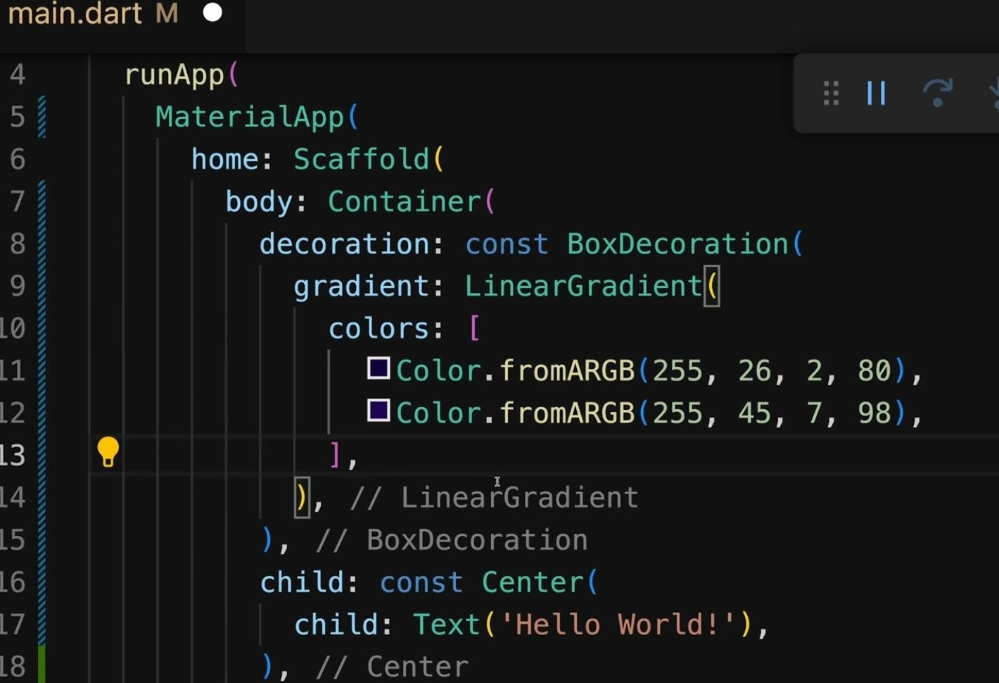 main.dart M
4 runApp(
5 MaterialApp(
6 home: Scaffold(
7 body: Container(
8 decoration: const BoxDecoration(
9 gradient: LinearGradient(
10 colors: [
11 Color.fromARGB(255, 26, 2, 80),
12 Color.fromARGB(255, 45, 7, 98),
13 ],
14 ), // LinearGradient
15 ), // BoxDecoration
16 child: const Center(
17 child: Text('Hello World!'),
18 ), // Center